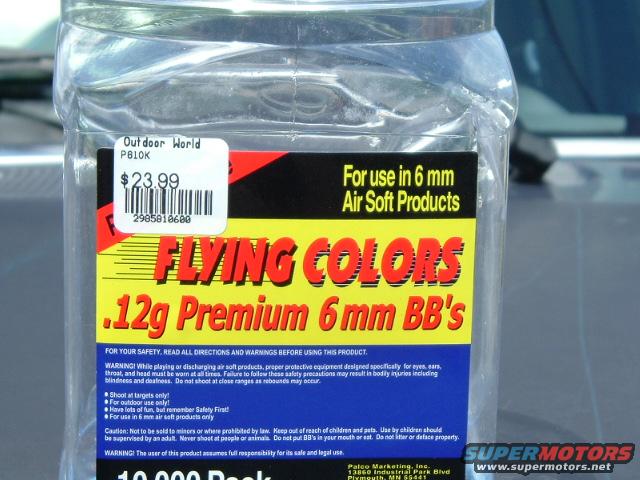 Outdoor World
PB10K
$23.99
2985810600
For use in 6 mm
Air Soft Products
FLYING COLORS
.12g Premium 6mm BB's
FOR YOUR SAFETY, READ ALL DIRECTIONS AND WARNINGS BEFORE USING THIS PRODUCT.
WARNING! While playing or discharging air soft products, proper protective equipment designed specifically for eyes, ears,
throat, and head must be worn at all times. Failure to follow these safety precautions may result in bodily injuries including
blindness and deafness. Do not shoot at close ranges as rebounds may occur.
● Shoot at targets only!
● For outdoor use only!
● Have lots of fun, but remember Safety First!
● For use in 6 mm air soft products only
Caution: Not to be sold to minors or where prohibited by law. Keep out of reach of children and pets. Use by children should
be supervised by an adult. Never shoot at people or animals. Do not put BB's in your mouth or eat. Do not litter or deface property.
WARNING! The user of this product assumes full responsibility for its safe and legal use.
10,000 Pack
Palco Marketing, Inc.
13860 Industrial Park Blvd
Plymouth, MN 55441
SUPERMOTORS
www.supermotors.net